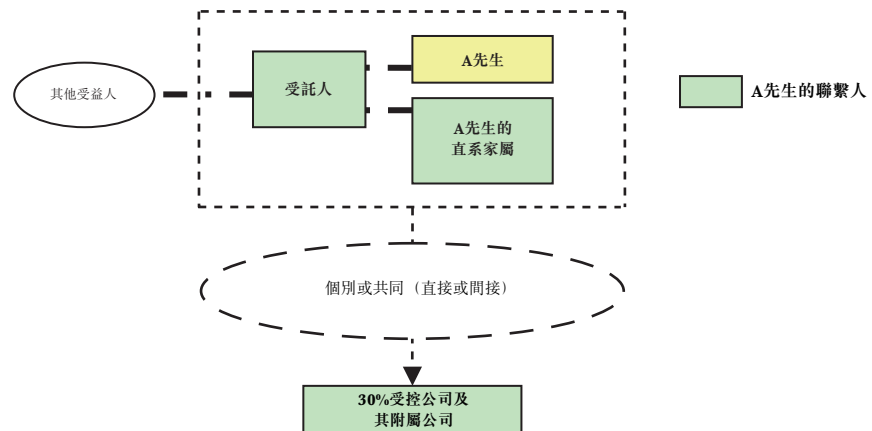 A先生
受託人
其他受益人
A先生的聯繫人
A先生的
直系家屬
個別或共同（直接或間接）
30%受控公司及
其附屬公司